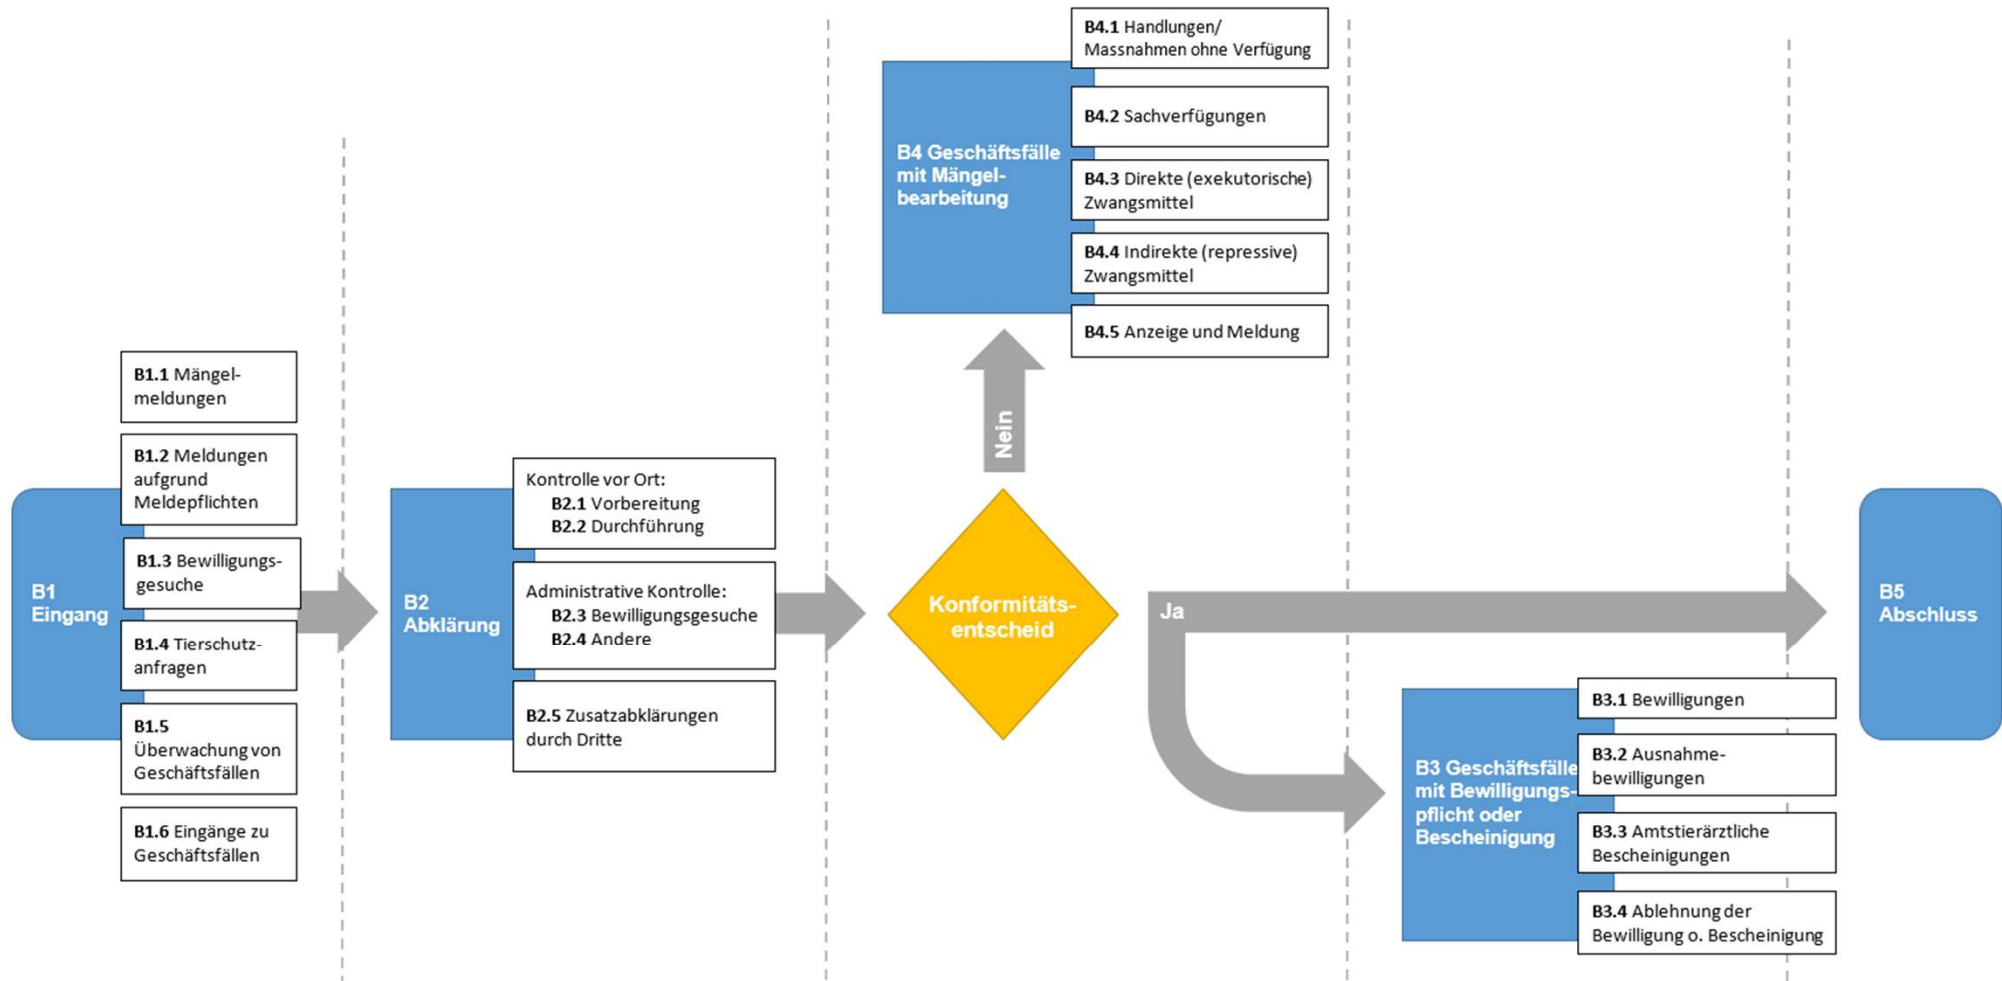 B1
Eingang
B1.1 Mängel-
meldungen
B1.2 Meldungen
aufgrund
Meldepflichten
B1.3 Bewilligungs-
gesuche
B1.4 Tierschutz-
anfragen
B1.5
Überwachung von
Geschäftsfällen
B1.6 Eingänge zu
Geschäftsfällen
B2
Abklärung
Kontrolle vor Ort:
B2.1 Vorbereitung
B2.2 Durchführung
Administrative Kontrolle:
B2.3 Bewilligungsgesuche
B2.4 Andere
B2.5 Zusatzabklärungen
durch Dritte
Konformitäts-
entscheid
Nein
B4 Geschäftsfälle
mit Mängel-
bearbeitung
B4.1 Handlungen/
Massnahmen ohne Verfügung
B4.2 Sachverfügungen
B4.3 Direkte (exekutorische)
Zwangsmittel
B4.4 Indirekte (repressive)
Zwangsmittel
B4.5 Anzeige und Meldung
Ja
B3 Geschäftsfälle
mit Bewilligungs-
pflicht oder
Bescheinigung
B3.1 Bewilligungen
B3.2 Ausnahme-
bewilligungen
B3.3 Amtstierärztliche
Bescheinigungen
B3.4 Ablehnung der
Bewilligung o. Bescheinigung
B5
Abschluss